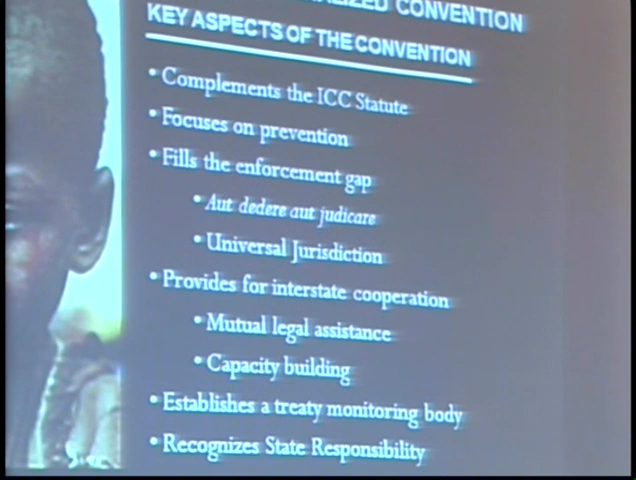 CONVENTION
KEY ASPECTS OF THE CONVENTION
• Complements the ICC Statute
• Focuses on prevention
• Fills the enforcement gap
• Aut dedere aut judicare
• Universal Jurisdiction
• Provides for interstate cooperation
• Mutual legal assistance
• Capacity building
• Establishes a treaty monitoring body
• Recognizes State Responsibility